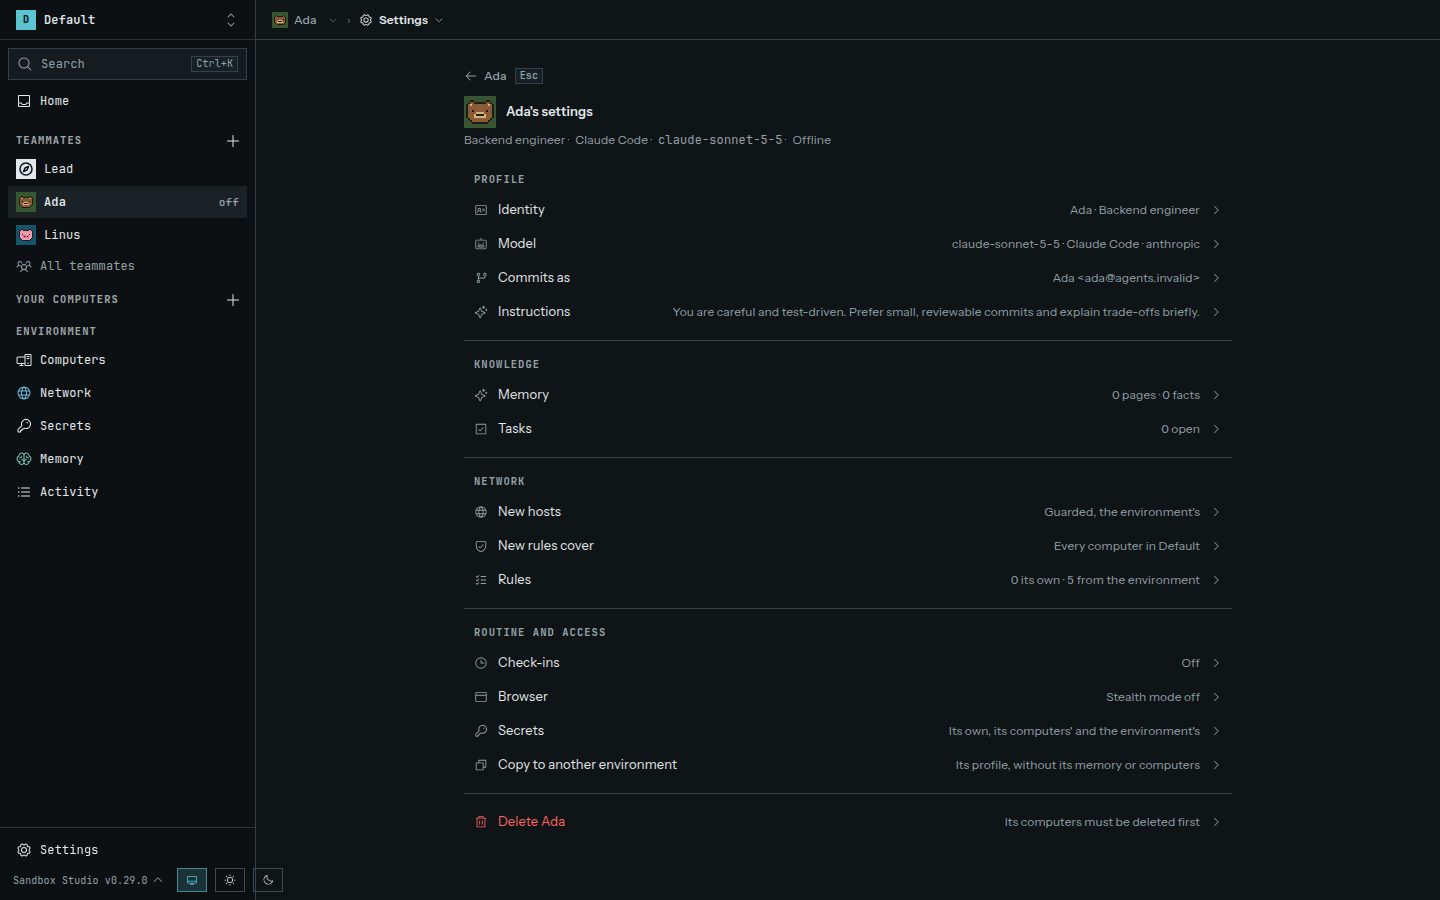 D Default
Search Ctrl+K
Home
TEAMMATES
Lead
Ada off
Linus
All teammates
YOUR COMPUTERS
ENVIRONMENT
Computers
Network
Secrets
Memory
Activity
Settings
Sandbox Studio v0.29.0
Ada › Settings
Ada Esc
Ada's settings
Backend engineer · Claude Code · claude-sonnet-5-5 · Offline
PROFILE
Identity Ada · Backend engineer
Model claude-sonnet-5-5 · Claude Code · anthropic
Commits as Ada <ada@agents.invalid>
Instructions You are careful and test-driven. Prefer small, reviewable commits and explain trade-offs briefly.
KNOWLEDGE
Memory 0 pages · 0 facts
Tasks 0 open
NETWORK
New hosts Guarded, the environment's
New rules cover Every computer in Default
Rules 0 its own · 5 from the environment
ROUTINE AND ACCESS
Check-ins Off
Browser Stealth mode off
Secrets Its own, its computers' and the environment's
Copy to another environment Its profile, without its memory or computers
Delete Ada Its computers must be deleted first